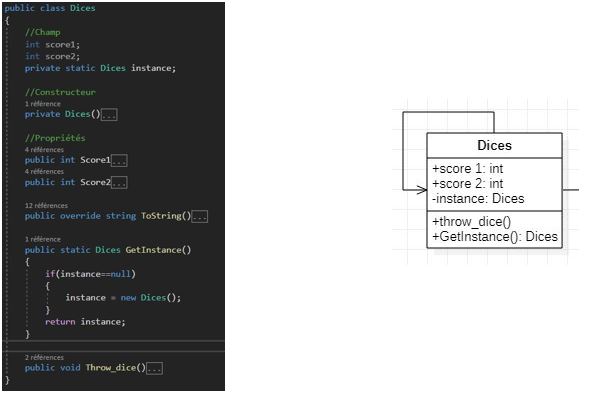 public class Dices
{
//Champ
int score1;
int score2;
private static Dices instance;
//Constructeur
1 référence
private Dices()...
//Propriétés
4 références
public int Score1...
4 références
public int Score2...
12 références
public override string ToString()...
1 référence
public static Dices GetInstance()
{
if(instance==null)
{
instance = new Dices();
}
return instance;
}
2 références
public void Throw_dice()...
}
Dices
+score 1: int
+score 2: int
-instance: Dices
+throw_dice()
+GetInstance(): Dices